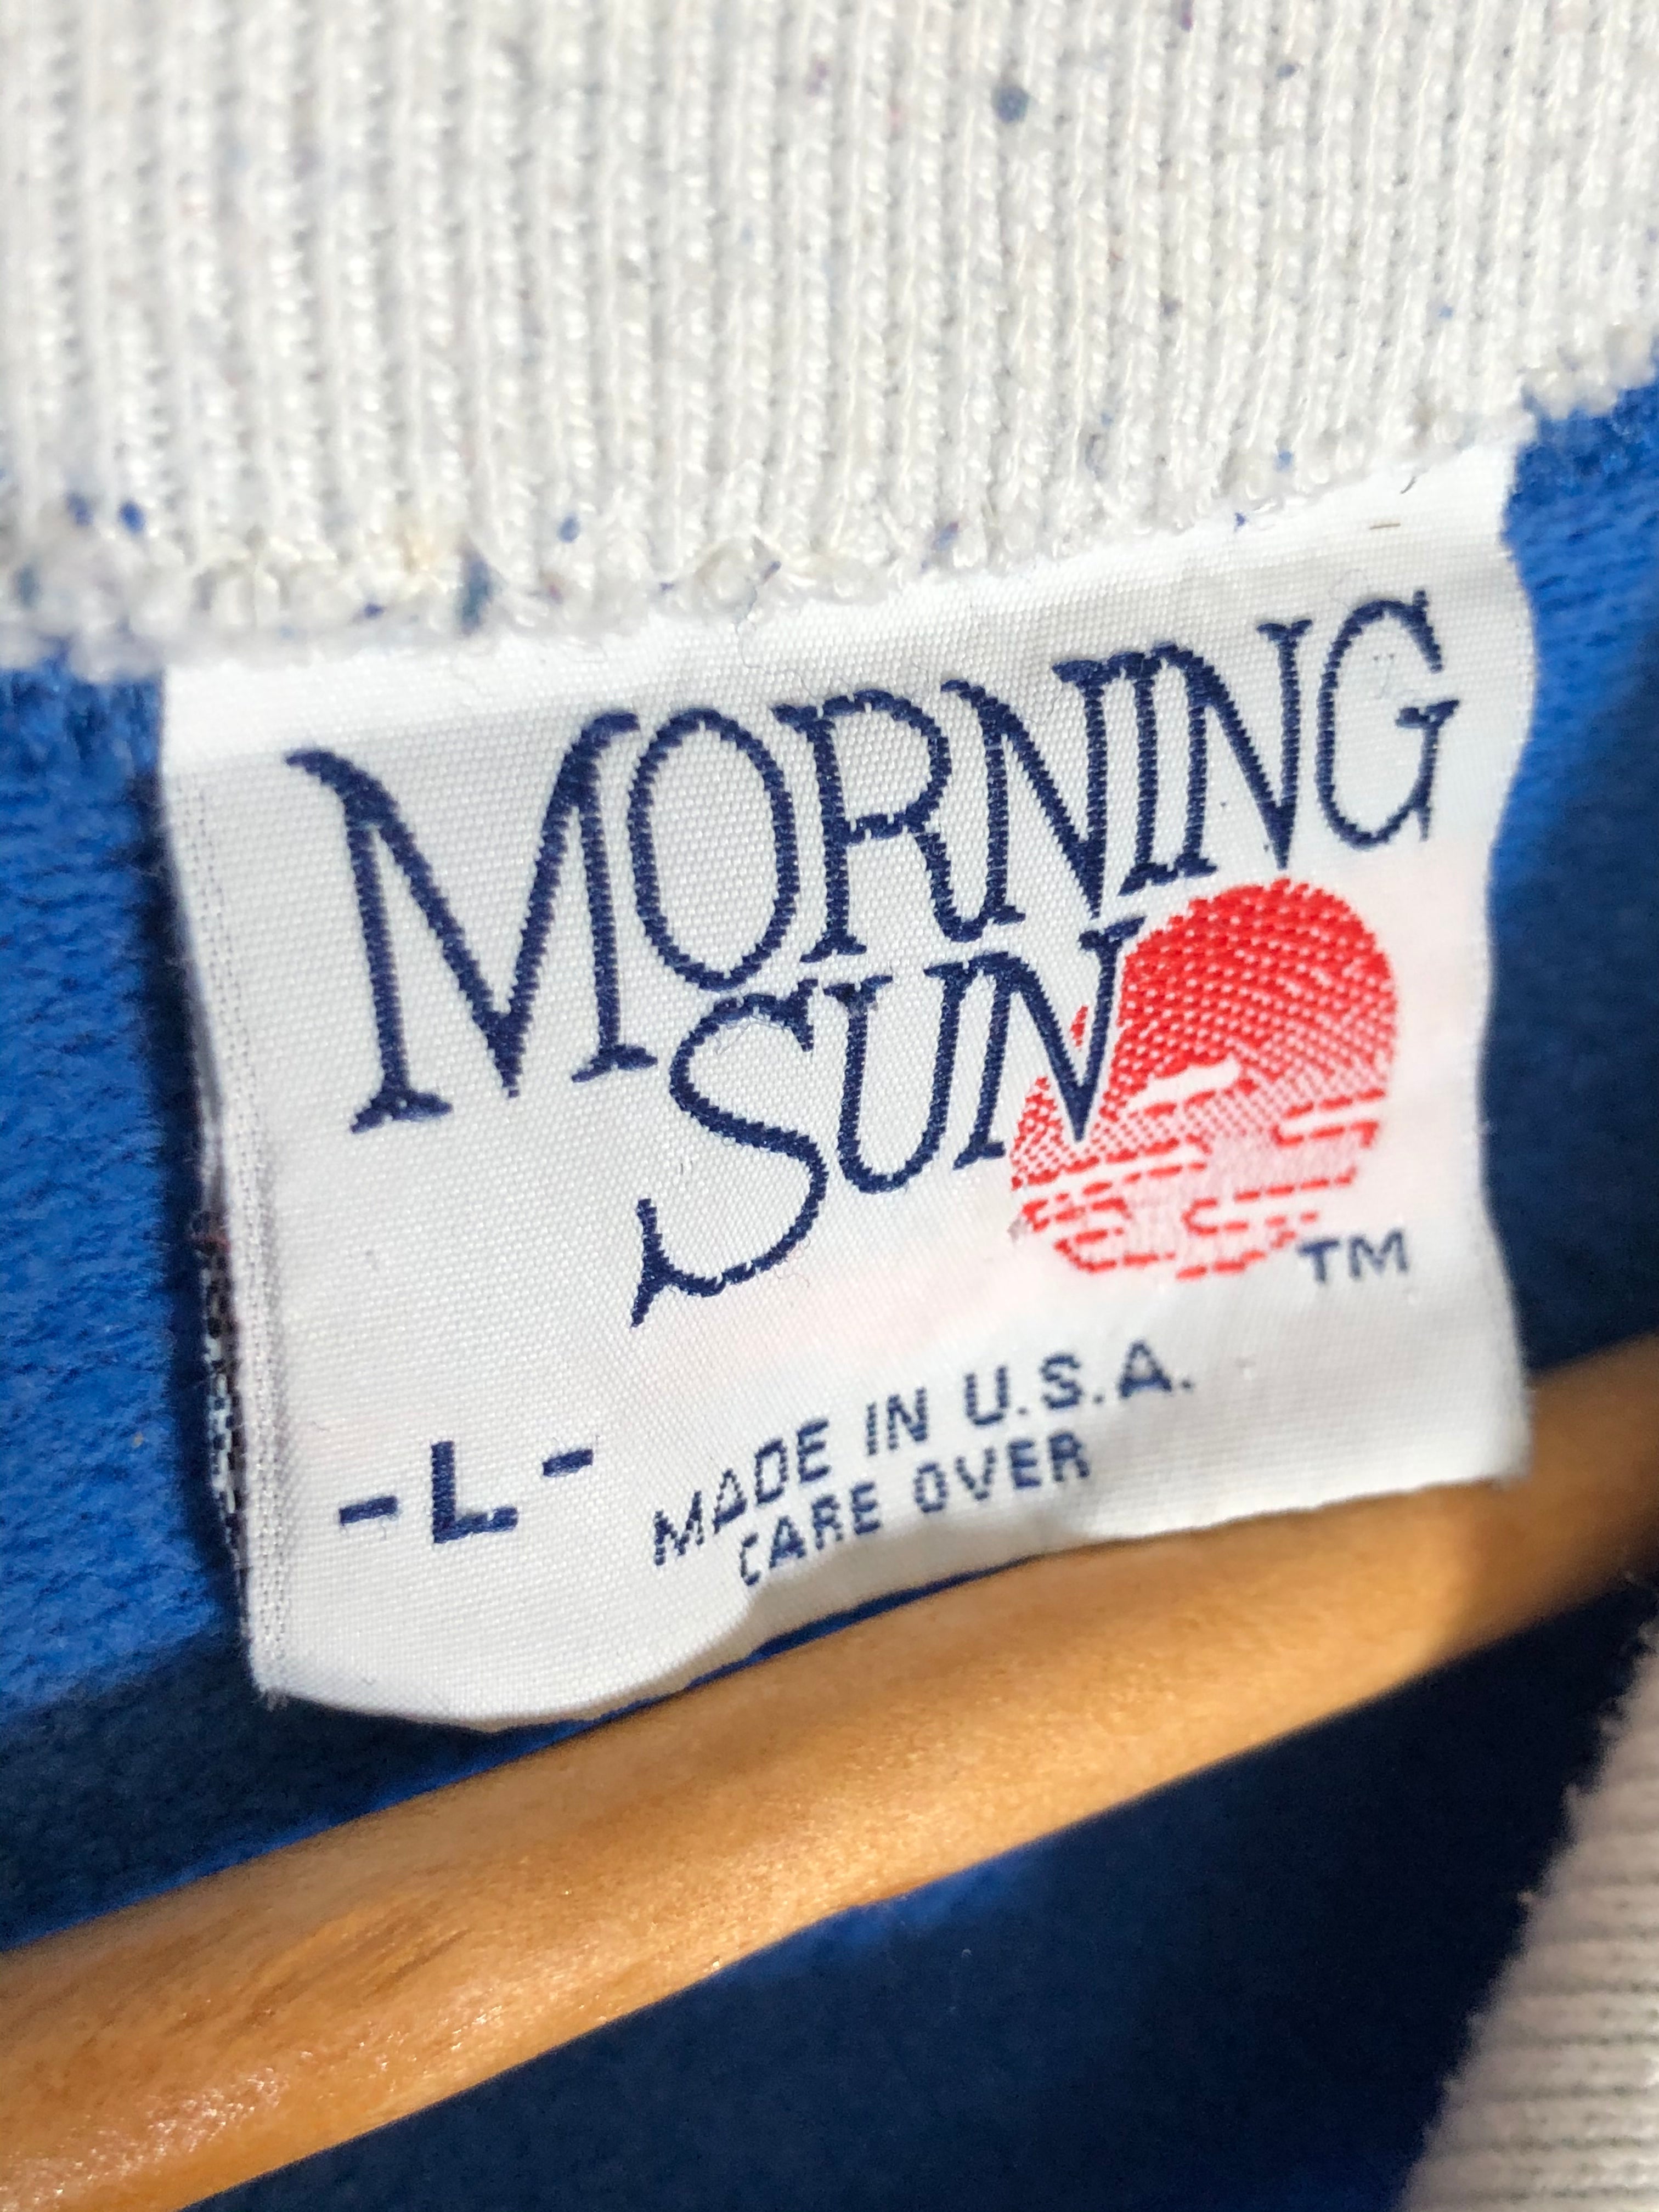 MORNING
SUN
TM
-L-
MADE IN U.S.A.
CARE OVER